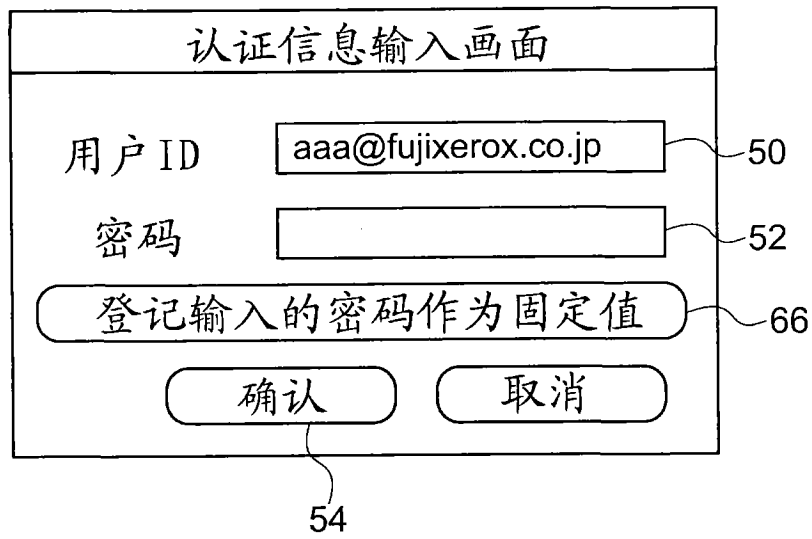 认证信息输入画面
用户ID aaa@fujixerox.co.jp 50
密码 52
登记输入的密码作为固定值 66
确认 取消
54